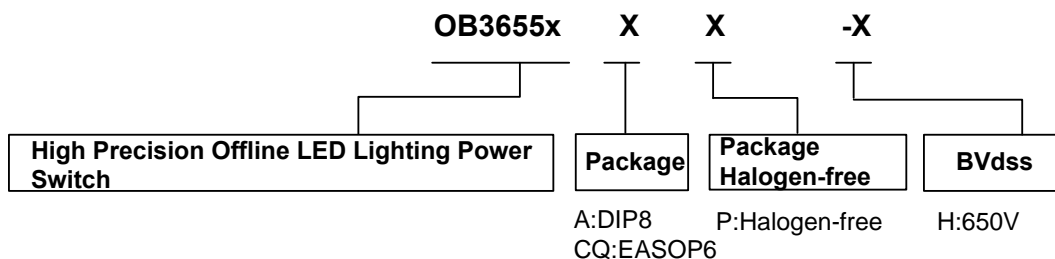 OB3655x X X -X
High Precision Offline LED Lighting Power
Switch
Package
Package
Halogen-free
BVdss
A:DIP8
CQ:EASOP6
P:Halogen-free
H:650V